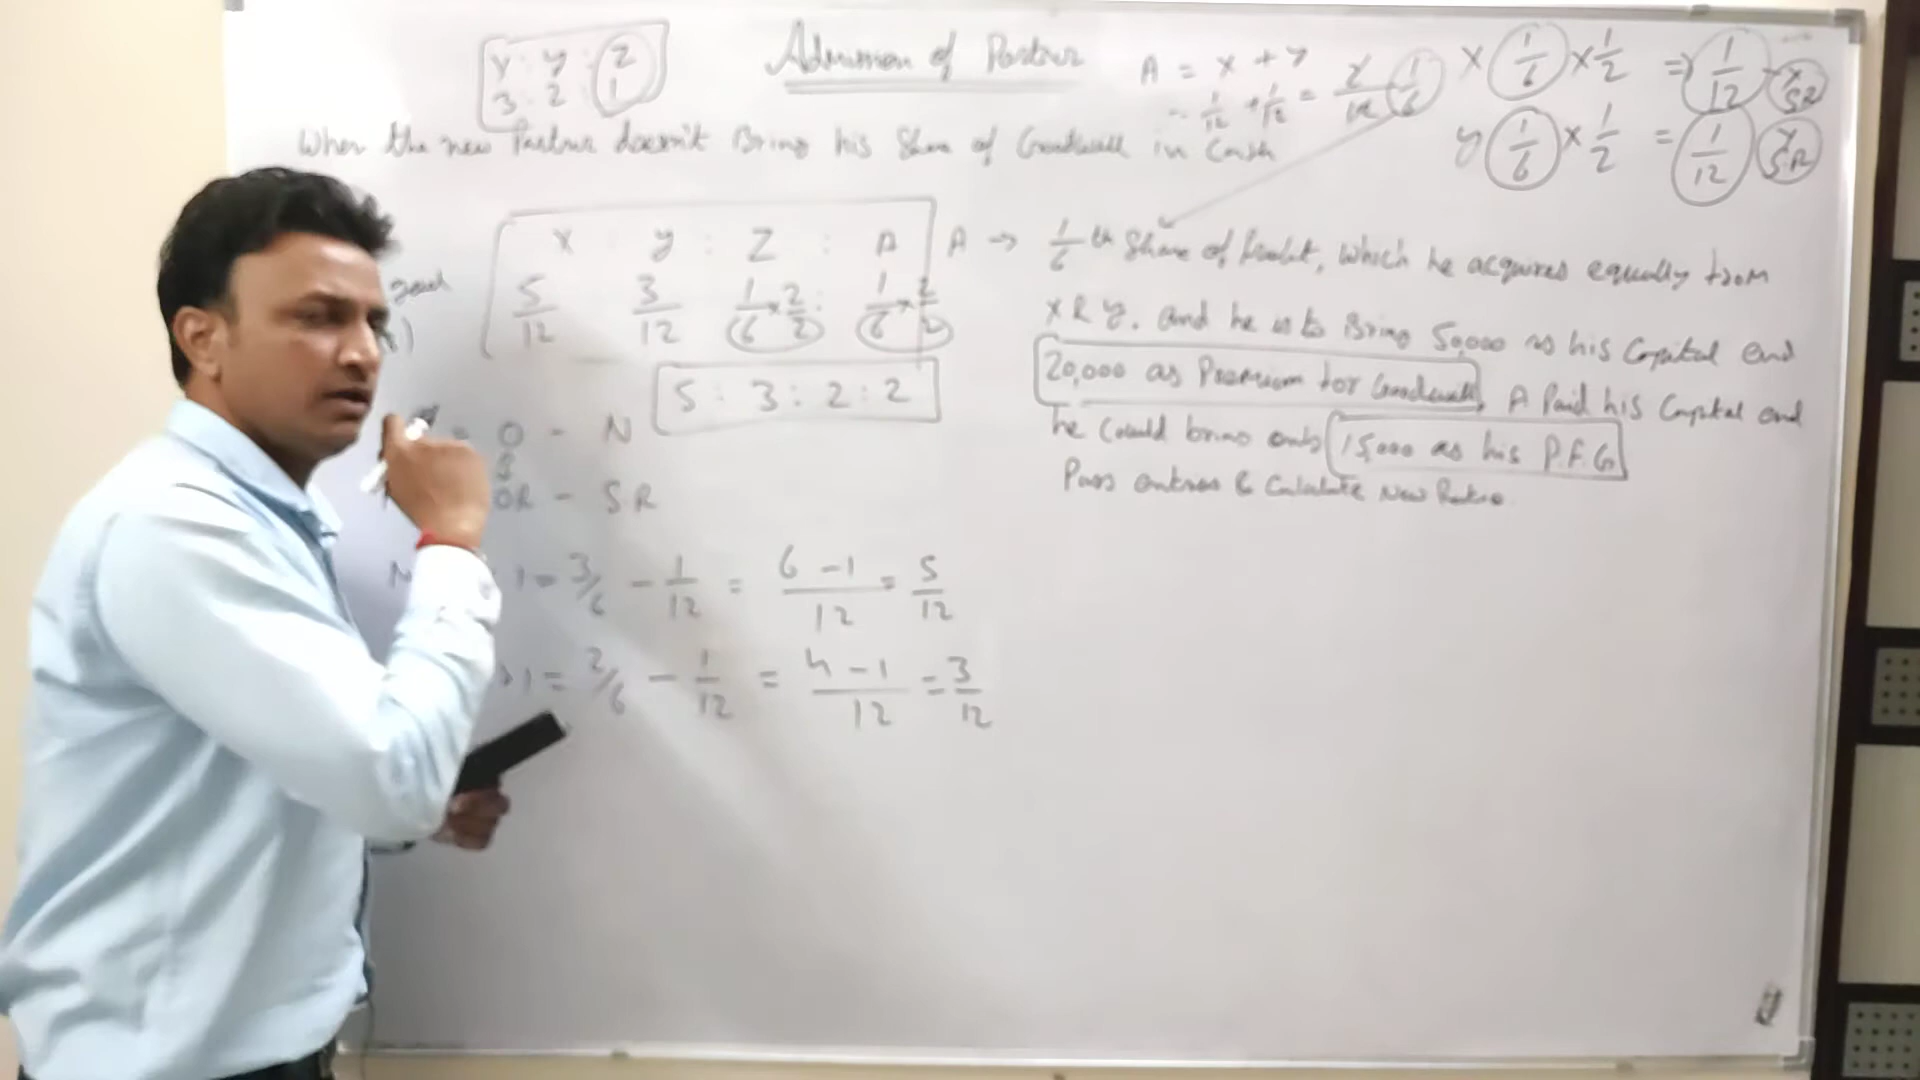 Admission of Partner
X : Y : Z
3 : 2 : 1
A = X + Y
= 1/12 + 1/12 = 2/12 1/6
X 1/6 × 1/2 ⇒ 1/12 X SR
Y 1/6 × 1/2 = 1/12 Y SR
When the new Partner doesn't Bring his Share of Goodwill in Cash
X : Y : Z : A
5/12 3/12 1/6 × 2/2 : 1/6 × 2/2
5 : 3 : 2 : 2
A → 1/6 th Share of Profit, which he acquires equally from
X & Y. and he is to Bring 50,000 as his Capital and
20,000 as Premium for Goodwill, A Paid his Capital and
he could bring only 15,000 as his P.F.G
Pass entries & Calculate New Ratio
= O - N
OR - SR
N 1 = 3/6 - 1/12 = 6 - 1/12 = 5/12
1 = 2/6 - 1/12 = 4 - 1/12 = 3/12